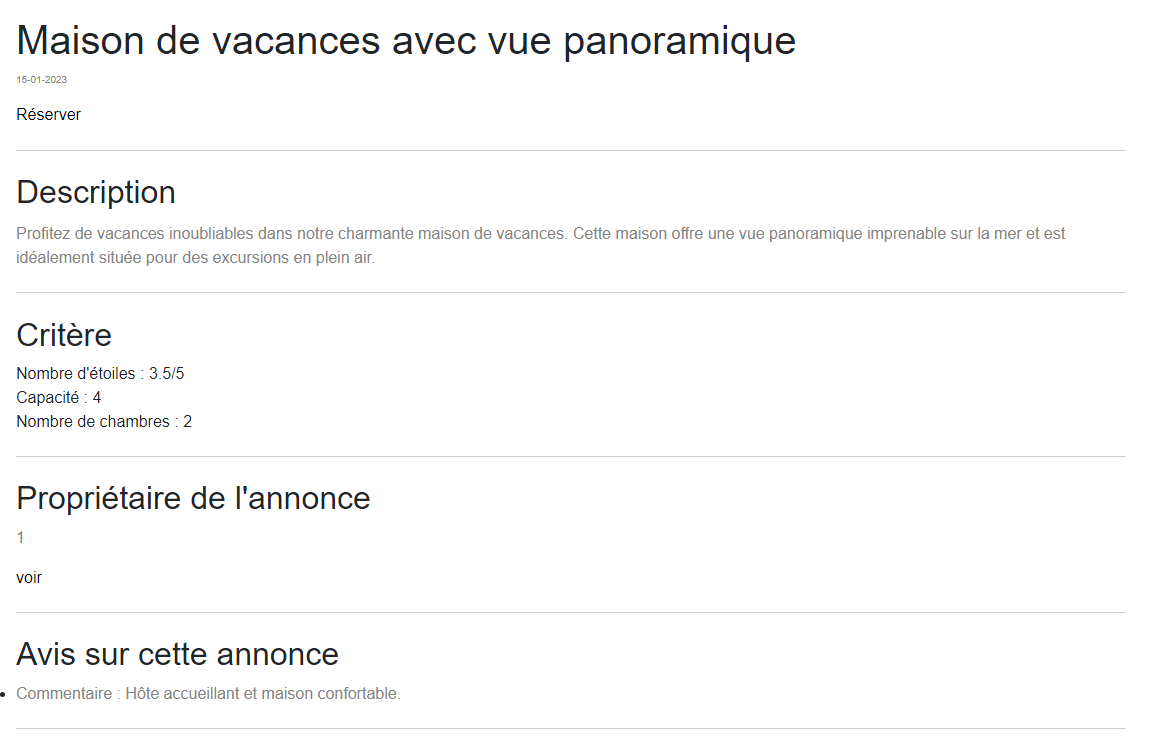 Maison de vacances avec vue panoramique
15-01-2023
Réserver
Description
Profitez de vacances inoubliables dans notre charmante maison de vacances. Cette maison offre une vue panoramique imprenable sur la mer et est
idéalement située pour des excursions en plein air.
Critère
Nombre d'étoiles : 3.5/5
Capacité : 4
Nombre de chambres : 2
Propriétaire de l'annonce
1
voir
Avis sur cette annonce
Commentaire : Hôte accueillant et maison confortable.